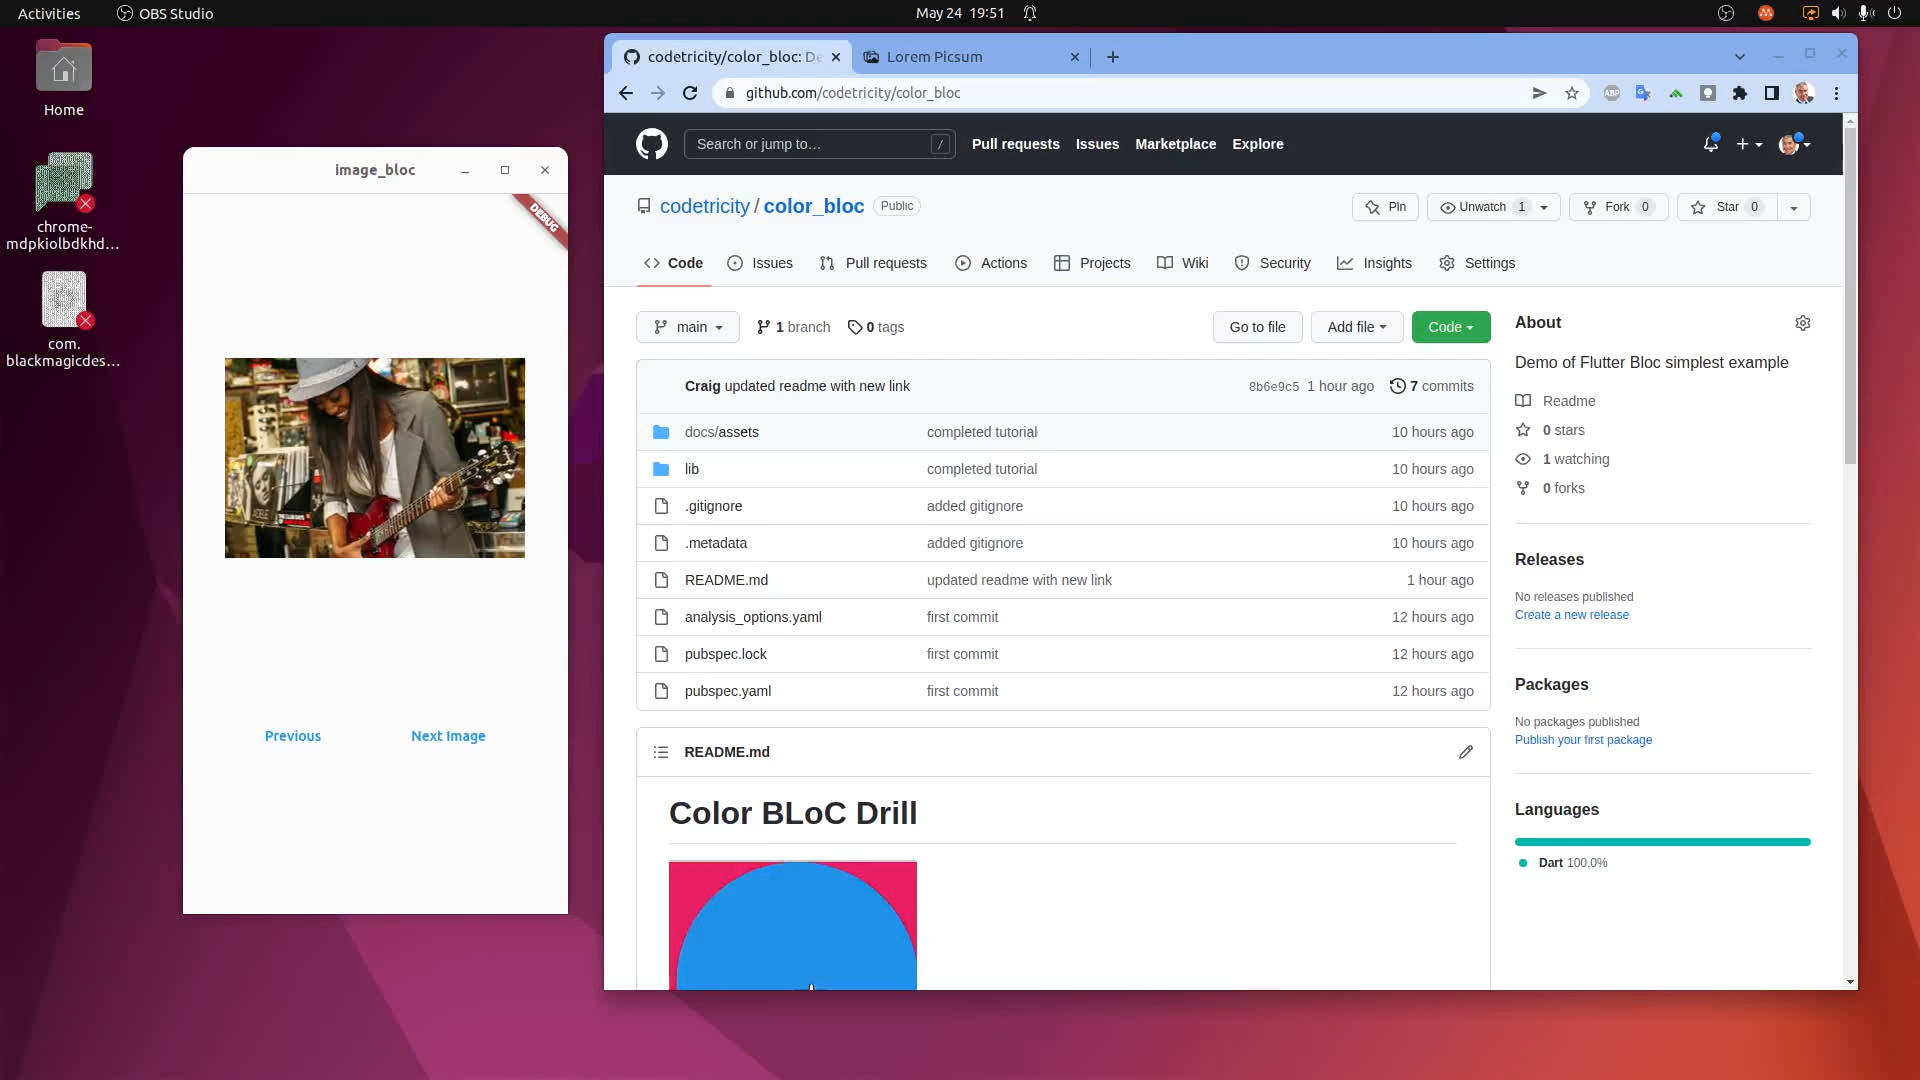 Activities OBS Studio May 24 19:51
Home
chrome-
mdpkiolbdkhd...
com.
blackmagicdes...
image_bloc
DEBUG
Previous Next Image
codetricity/color_bloc: De Lorem Picsum
github.com/codetricity/color_bloc
ABP
Search or jump to... / Pull requests Issues Marketplace Explore
codetricity / color_bloc Public Pin Unwatch 1 Fork 0 Star 0
Code Issues Pull requests Actions Projects Wiki Security Insights Settings
main 1 branch 0 tags Go to file Add file Code
Craig updated readme with new link 8b6e9c5 1 hour ago 7 commits
docs/assets completed tutorial 10 hours ago
lib completed tutorial 10 hours ago
.gitignore added gitignore 10 hours ago
.metadata added gitignore 10 hours ago
README.md updated readme with new link 1 hour ago
analysis_options.yaml first commit 12 hours ago
pubspec.lock first commit 12 hours ago
pubspec.yaml first commit 12 hours ago
README.md
Color BLoC Drill
About
Demo of Flutter Bloc simplest example
Readme
0 stars
1 watching
0 forks
Releases
No releases published
Create a new release
Packages
No packages published
Publish your first package
Languages
Dart 100.0%